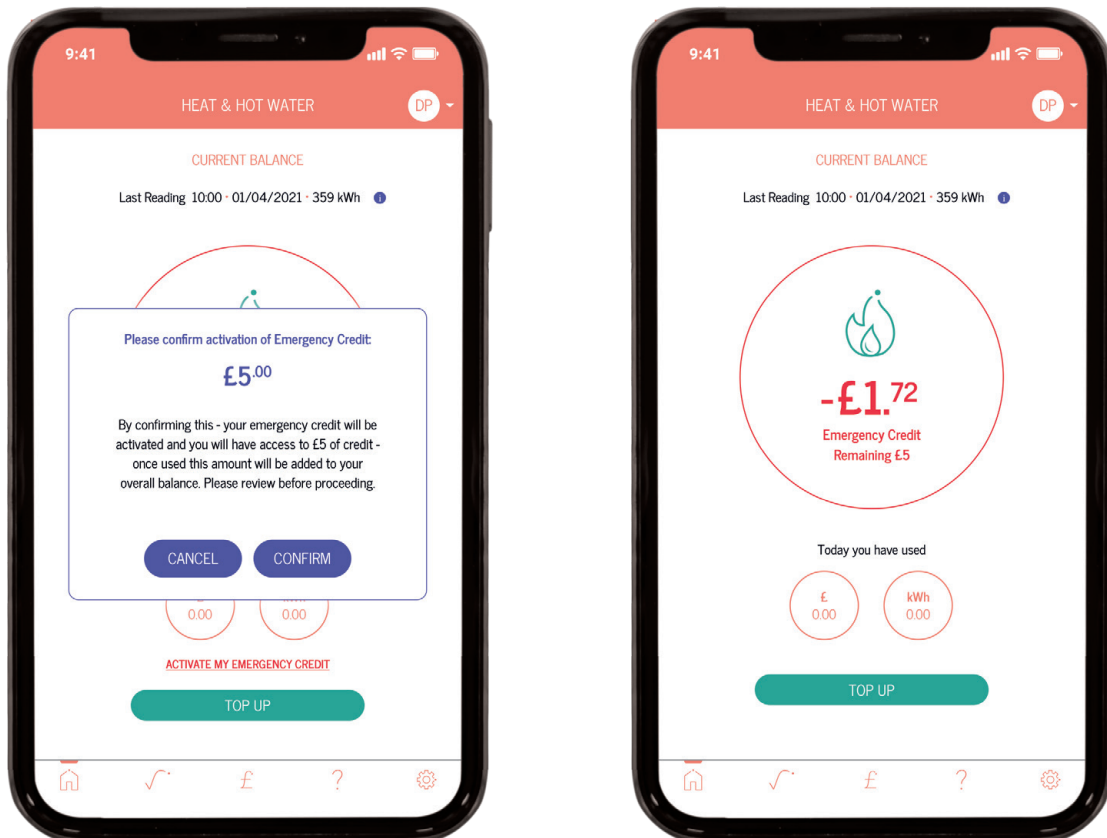 9:41
HEAT & HOT WATER
DP
CURRENT BALANCE
Last Reading 10:00 · 01/04/2021 · 359 kWh i
Please confirm activation of Emergency Credit:
£5.00
By confirming this - your emergency credit will be
activated and you will have access to £5 of credit -
once used this amount will be added to your
overall balance. Please review before proceeding.
CANCEL CONFIRM
0.00 0.00
ACTIVATE MY EMERGENCY CREDIT
TOP UP
£ ?
9:41
HEAT & HOT WATER
DP
CURRENT BALANCE
Last Reading 10:00 · 01/04/2021 · 359 kWh i
-£1.72
Emergency Credit
Remaining £5
Today you have used
£ kWh
0.00 0.00
TOP UP
£ ?